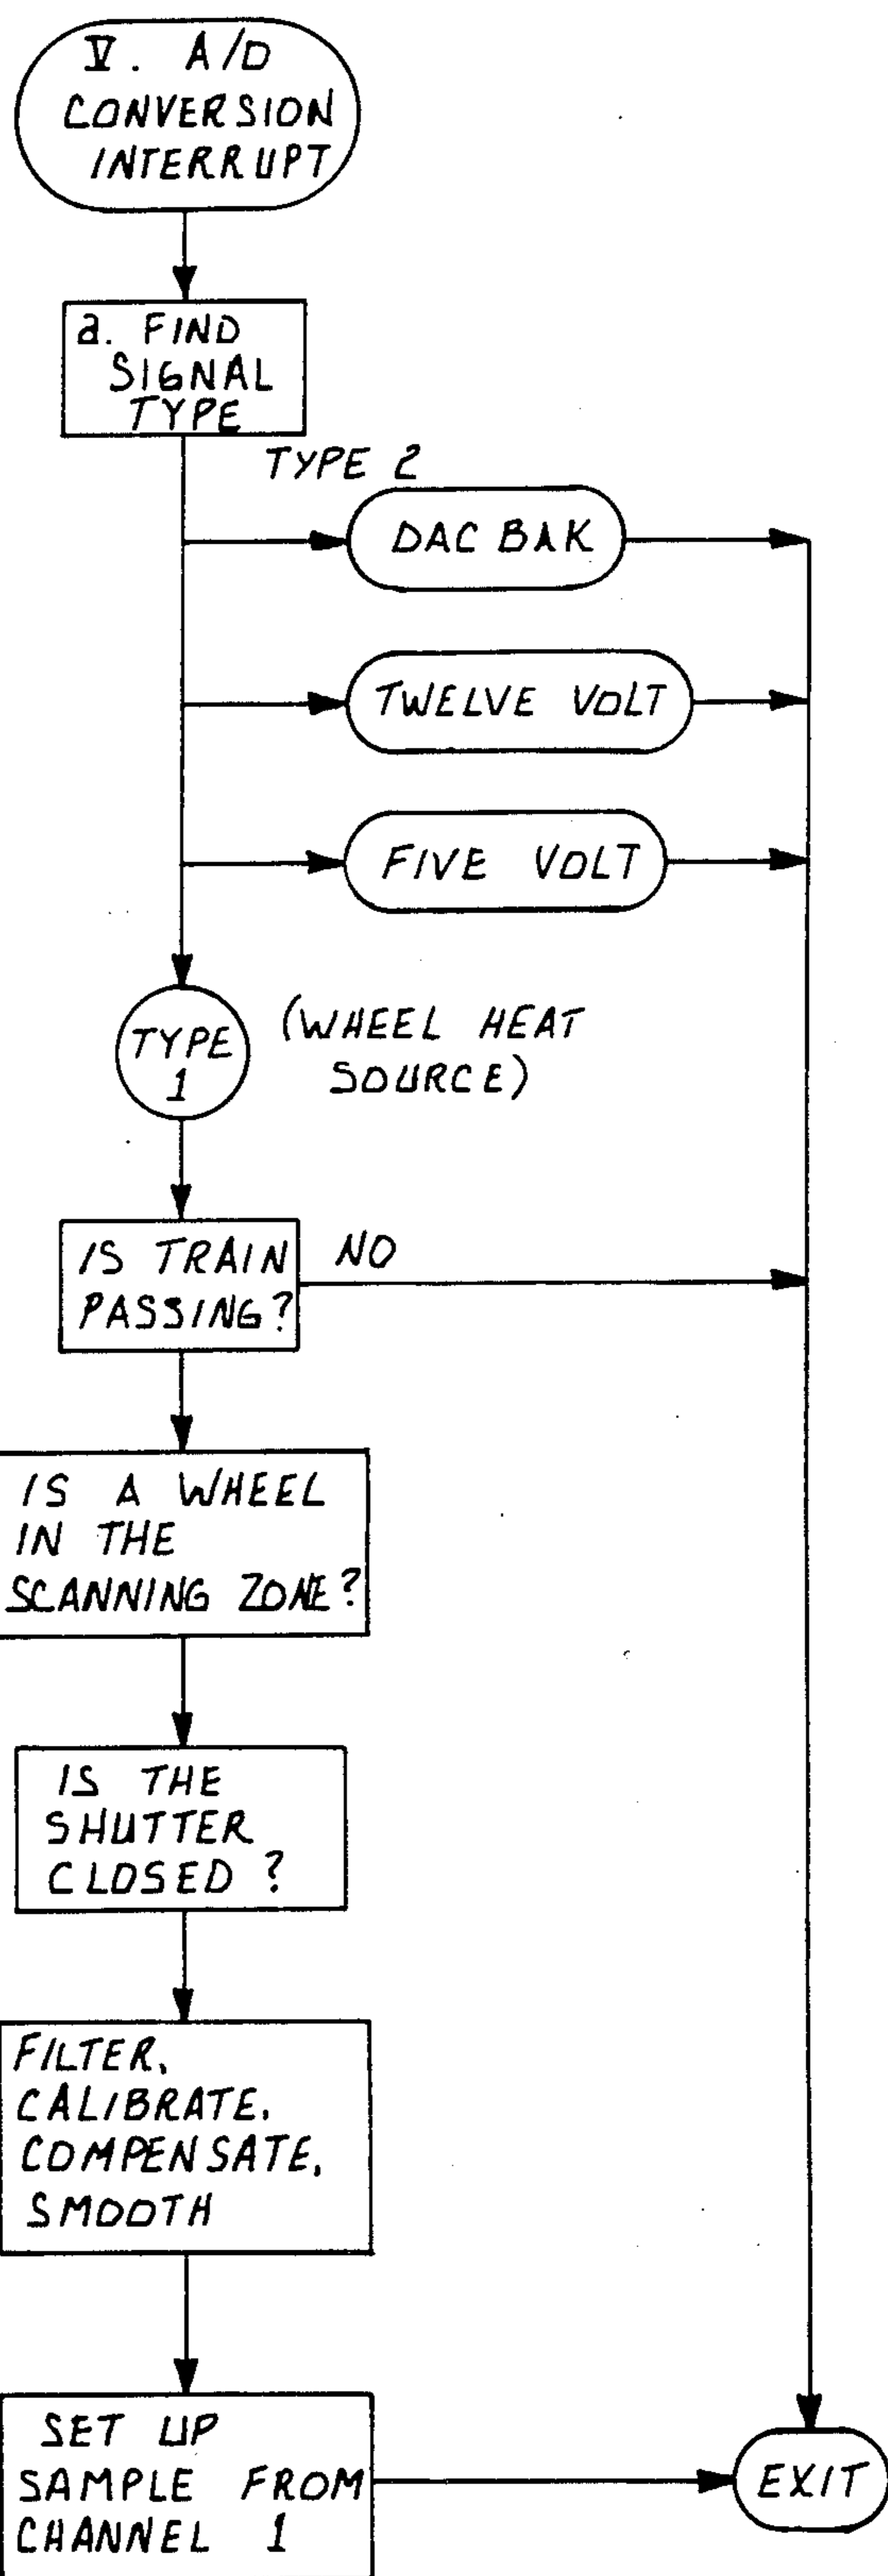 V. A/D
CONVERSION
INTERRUPT
a. FIND
SIGNAL
TYPE
TYPE 2
DAC BAK
TWELVE VOLT
FIVE VOLT
TYPE
1
(WHEEL HEAT
SOURCE)
IS TRAIN
PASSING?
NO
IS A WHEEL
IN THE
SCANNING ZONE?
IS THE
SHUTTER
CLOSED ?
FILTER,
CALIBRATE,
COMPENSATE,
SMOOTH
SET UP
SAMPLE FROM
CHANNEL 1
EXIT